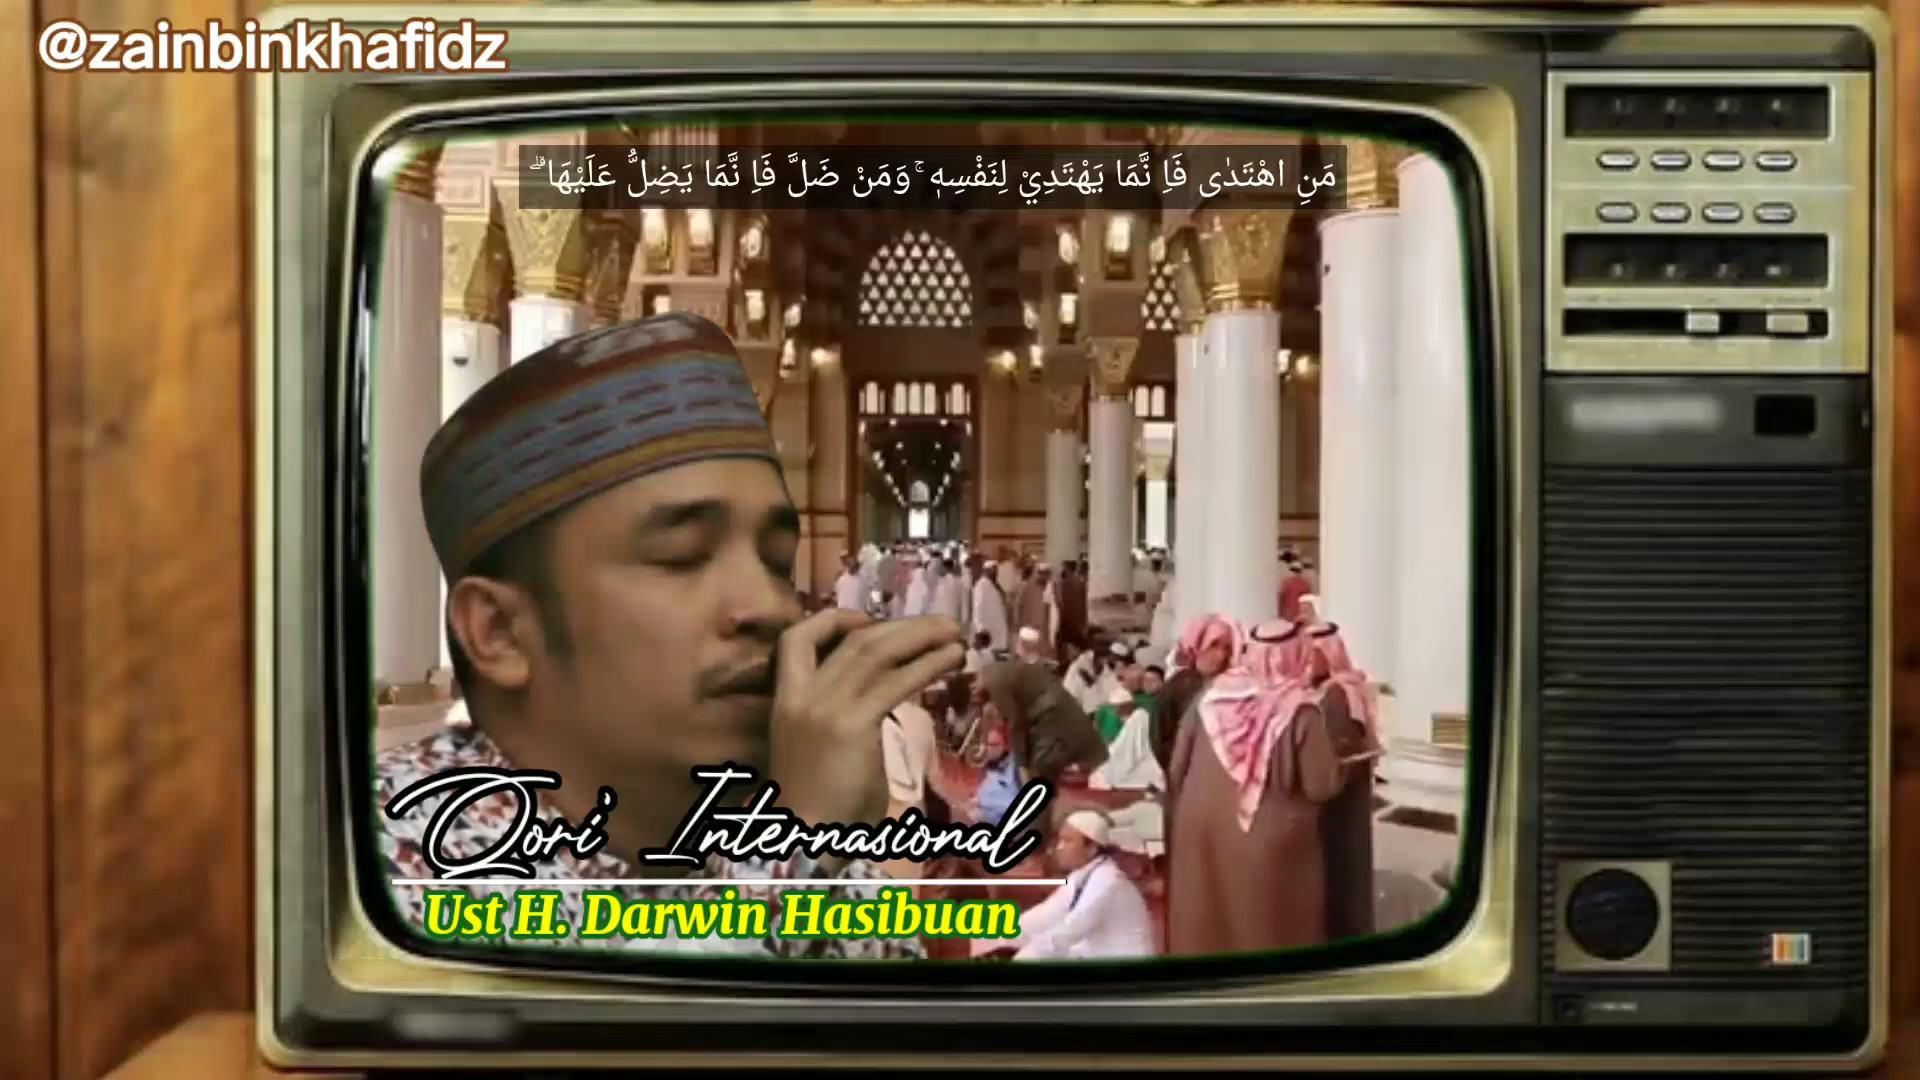 @zainbinkhafidz
مَنِ اهْتَدٰى فَاِ نَّمَا يَهْتَدِيْ لِنَفْسِهٖ ۚ وَمَنْ ضَلَّ فَاِ نَّمَا يَضِلُّ عَلَيْهَا ۗ
Qori' Internasional
Ust H. Darwin Hasibuan